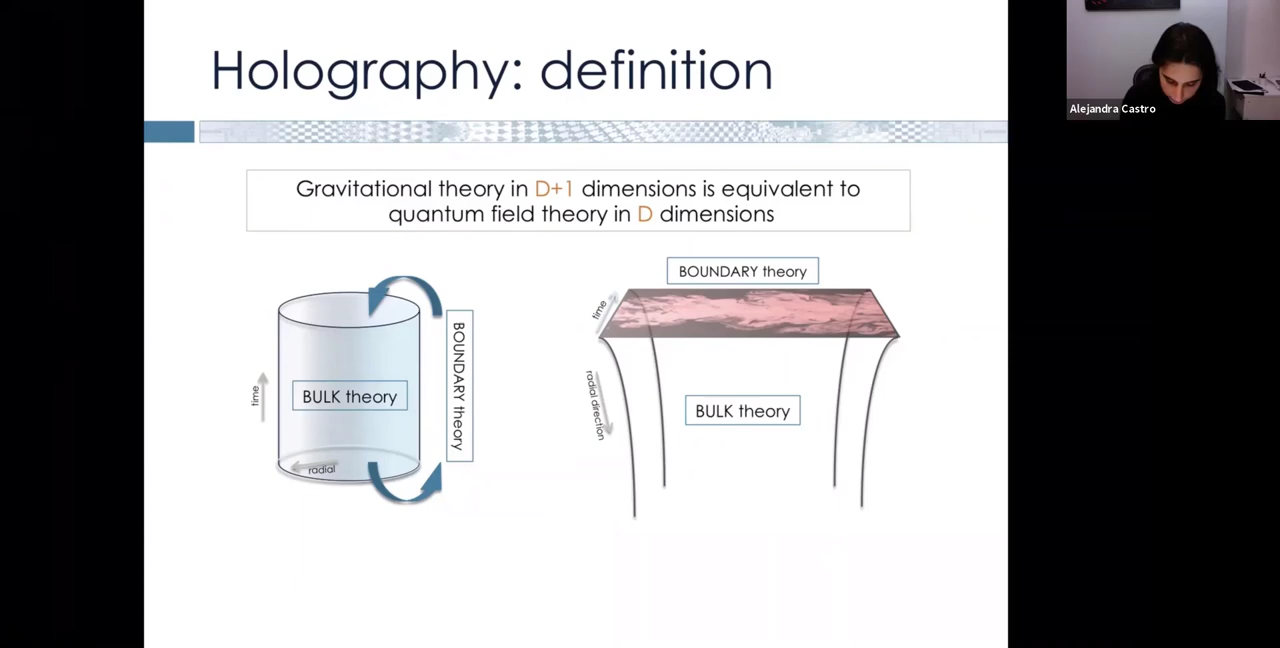 Holography: definition
Alejandra Castro
Gravitational theory in D+1 dimensions is equivalent to
quantum field theory in D dimensions
time
BULK theory
radial
BOUNDARY theory
BOUNDARY theory
time
radial direction
BULK theory